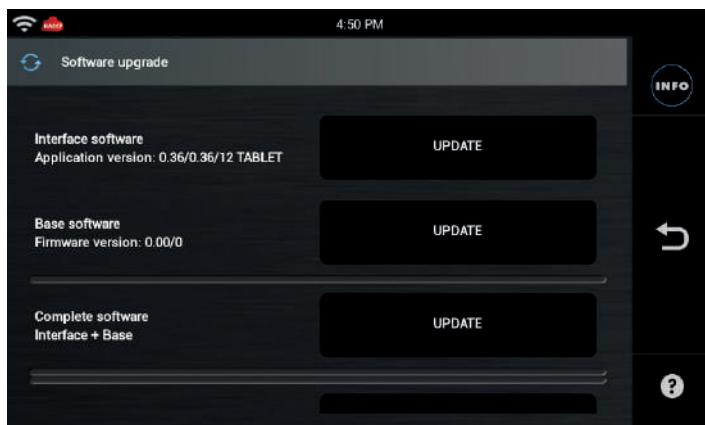 4:50 PM
Software upgrade
INFO
Interface software
Application version: 0.36/0.36/12 TABLET
UPDATE
Base software
Firmware version: 0.00/0
UPDATE
Complete software
Interface + Base
UPDATE
?